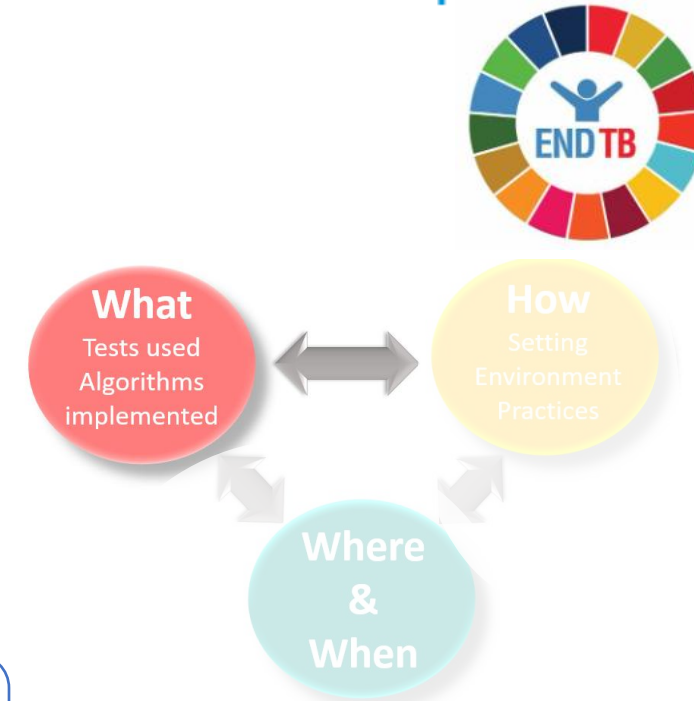 END TB
What
Tests used
Algorithms
implemented
How
Setting
Environment
Practices
Where
&
When